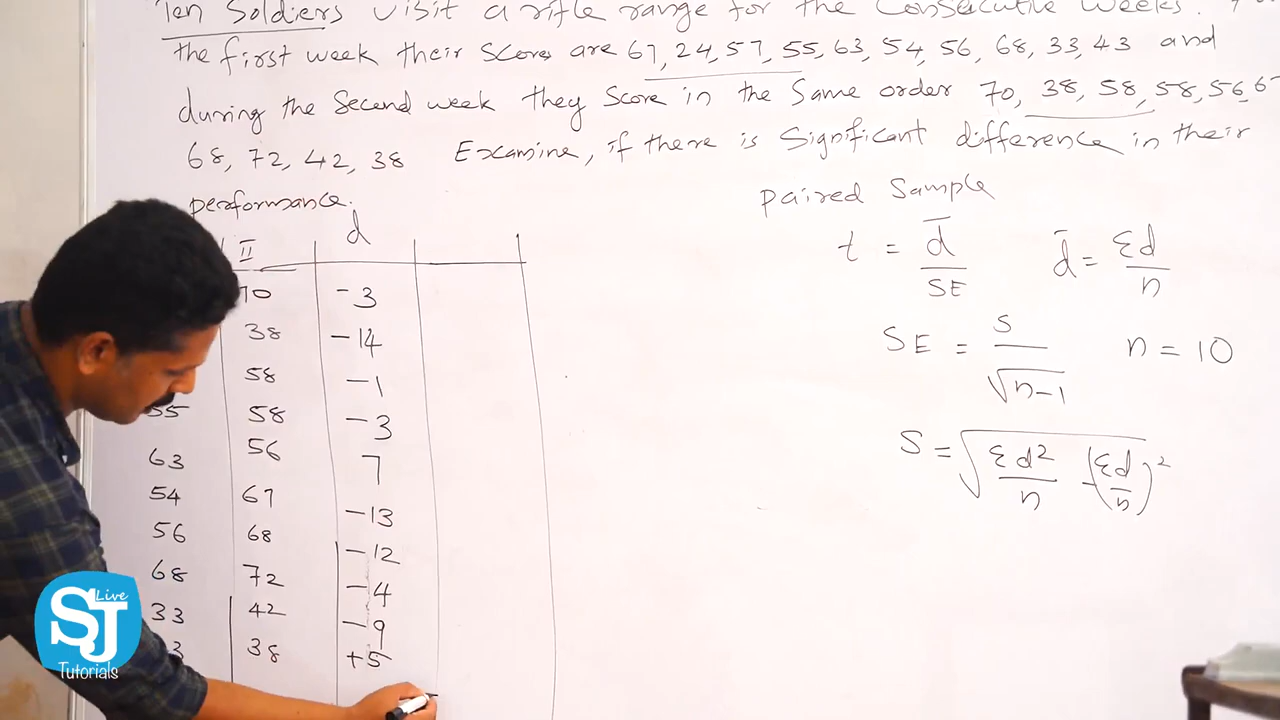 Ten Soldiers visit a rifle range for the Consecutive Weeks.
the first week their Scores are 67, 24, 57, 55, 63, 54, 56, 68, 33, 43 and
during the Second week they Score in the Same order 70, 38, 58, 58, 56, 67
68, 72, 42, 38 Examine, if there is Significant difference in their
performance.
Paired Sample
II d
70 -3
38 -14
58 -1
55 58 -3
63 56 7
54 67 -13
56 68 -12
68 72 -4
33 42 -9
3 38 +5
t = d̄ / SE d̄ = Σd / n
SE = S / √n-1 n = 10
S = √ Σd² / n - (Σd / n)²
SJ Live
Tutorials